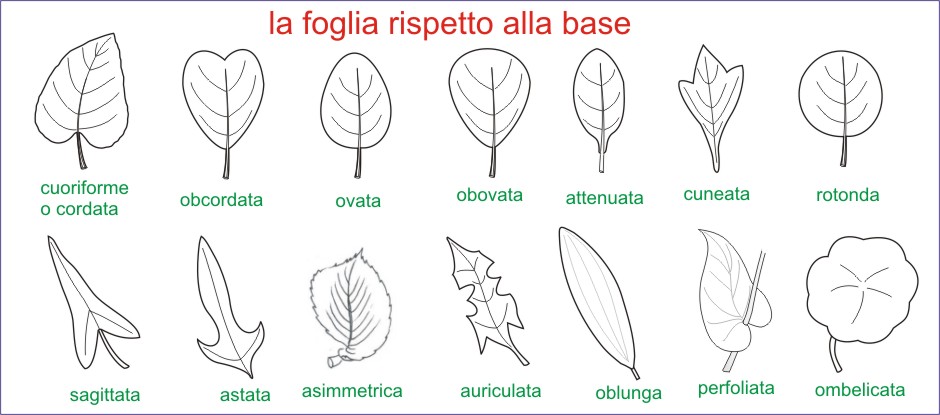 la foglia rispetto alla base
cuoriforme
o cordata
obcordata
ovata
obovata
attenuata
cuneata
rotonda
sagittata
astata
asimmetrica
auriculata
oblunga
perfoliata
ombelicata